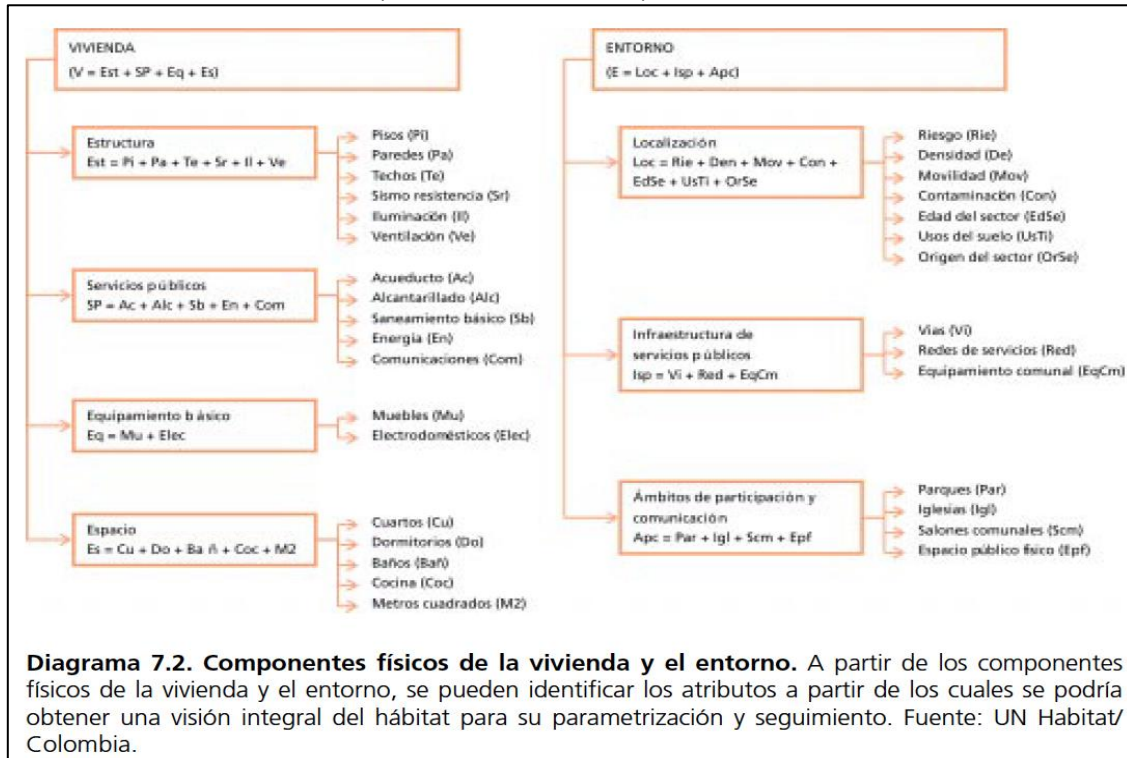 VIVIENDA
(V = Est + SP + Eq + Es)
Estructura
Est = Pi + Pa + Te + Sr + Il + Ve
Pisos (Pi)
Paredes (Pa)
Techos (Te)
Sismo resistencia (Sr)
Iluminación (Il)
Ventilación (Ve)
Servicios públicos
SP = Ac + Alc + Sb + En + Com
Acueducto (Ac)
Alcantarillado (Alc)
Saneamiento básico (Sb)
Energía (En)
Comunicaciones (Com)
Equipamiento b ásico
Eq = Mu + Elec
Muebles (Mu)
Electrodomésticos (Elec)
Espacio
Es = Cu + Do + Ba ñ + Coc + M2
Cuartos (Cu)
Dormitorios (Do)
Baños (Bañ)
Cocina (Coc)
Metros cuadrados (M2)
ENTORNO
(E = Loc + Isp + Apc)
Localización
Loc = Rie + Den + Mov + Con +
EdSe + UsTi + OrSe
Riesgo (Rie)
Densidad (De)
Movilidad (Mov)
Contaminación (Con)
Edad del sector (EdSe)
Usos del suelo (UsTi)
Origen del sector (OrSe)
Infraestructura de
servicios p úblicos
Isp = Vi + Red + EqCm
Vias (Vi)
Redes de servicios (Red)
Equipamiento comunal (EqCm)
Ámbitos de participación y
comunicación
Apc = Par + Igl + Scm + Epf
Parques (Par)
Iglesias (Igl)
Salones comunales (Scm)
Espacio público físico (Epf)
Diagrama 7.2. Componentes físicos de la vivienda y el entorno. A partir de los componentes
físicos de la vivienda y el entorno, se pueden identificar los atributos a partir de los cuales se podría
obtener una visión integral del hábitat para su parametrización y seguimiento. Fuente: UN Habitat/
Colombia.